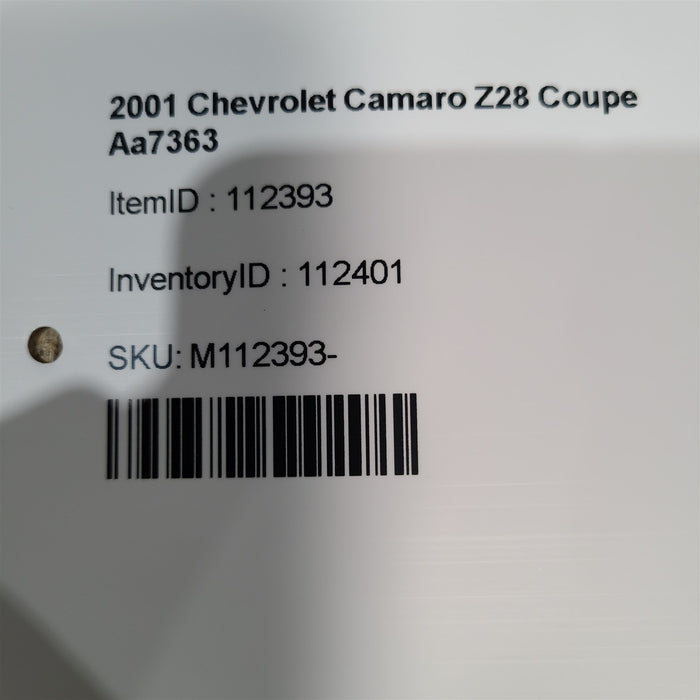 2001 Chevrolet Camaro Z28 Coupe
Aa7363
ItemID : 112393
InventoryID : 112401
SKU: M112393-